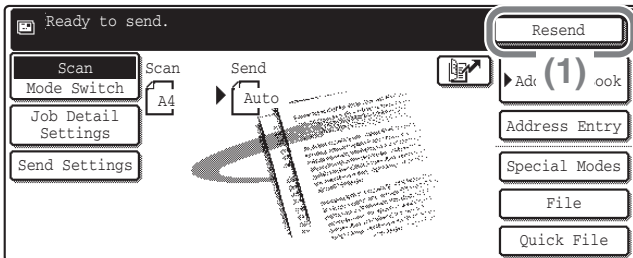 Ready to send.
Resend
Scan
Mode Switch
Scan
A4
Send
Auto
(1)
Job Detail
Settings
Address Entry
Send Settings
Special Modes
File
Quick File